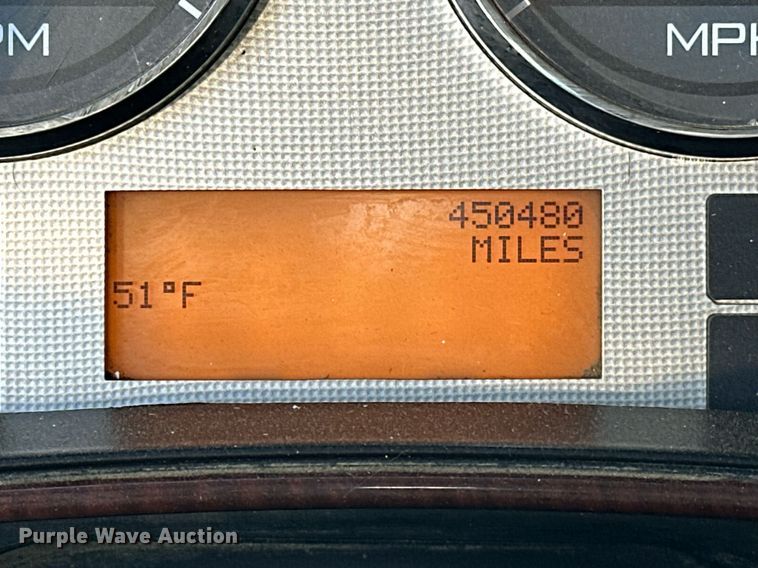 PM
MPH
450480
MILES
51°F
Purple Wave Auction®